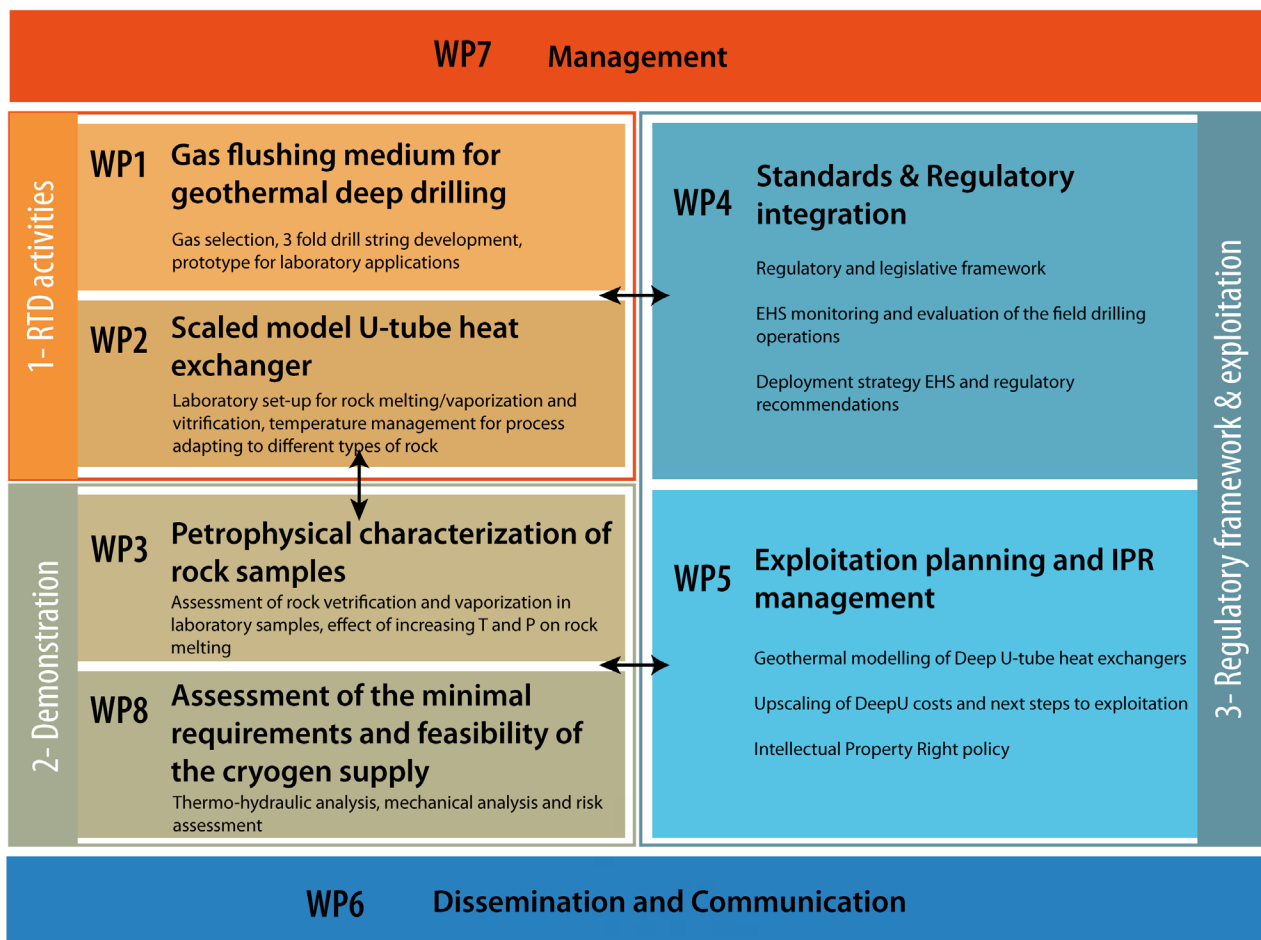 WP7 Management
1- RTD activities
WP1
Gas flushing medium for
geothermal deep drilling
Gas selection, 3 fold drill string development,
prototype for laboratory applications
WP2
Scaled model U-tube heat
exchanger
Laboratory set-up for rock melting/vaporization and
vitrification, temperature management for process
adapting to different types of rock
2- Demonstration
WP3
Petrophysical characterization of
rock samples
Assessment of rock vetrification and vaporization in
laboratory samples, effect of increasing T and P on rock
melting
WP8
Assessment of the minimal
requirements and feasibility of
the cryogen supply
Thermo-hydraulic analysis, mechanical analysis and risk
assessment
3- Regulatory framework & exploitation
WP4
Standards & Regulatory
integration
Regulatory and legislative framework
EHS monitoring and evaluation of the field drilling
operations
Deployment strategy EHS and regulatory
recommendations
WP5
Exploitation planning and IPR
management
Geothermal modelling of Deep U-tube heat exchangers
Upscaling of DeepU costs and next steps to exploitation
Intellectual Property Right policy
WP6 Dissemination and Communication